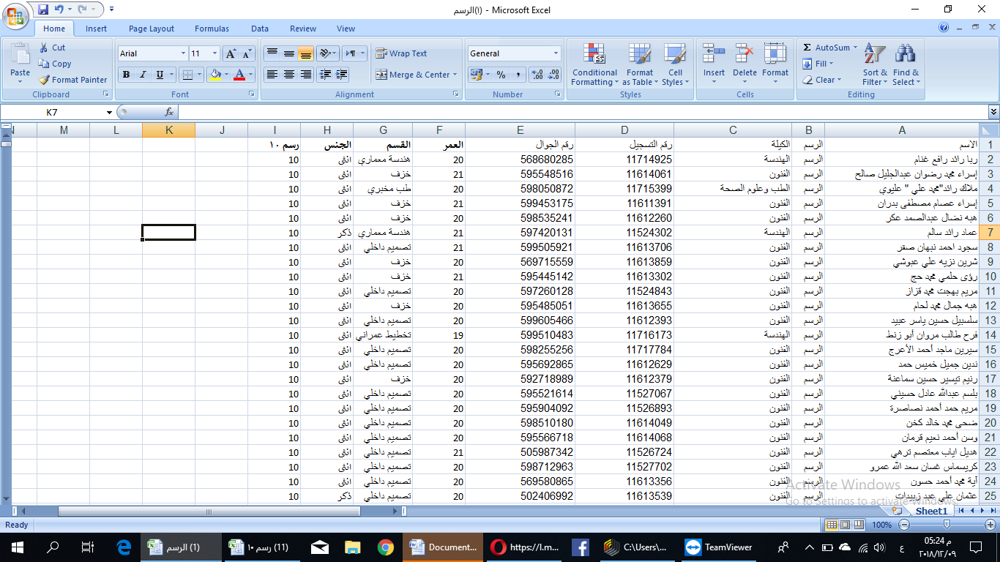 الرسم(١) - Microsoft Excel
Home Insert Page Layout Formulas Data Review View
Cut
Copy
Format Painter
Paste
Clipboard
Arial 11
B I U
Font
Wrap Text
Merge & Center
Alignment
General
% ,
Number
Conditional Formatting
Format as Table
Cell Styles
Styles
Insert Delete Format
Cells
AutoSum
Fill
Clear
Sort & Filter
Find & Select
Editing
K7 fx
N M L K J I H G F E D C B A
1 الاسم الرسم الكيلة رقم التسجيل رقم الجوال العمر القسم الجنس رسم ١٠
2 ربا رائد رافع غنام الرسم الهندسة 11714925 568680285 20 هندسة معماري انثى 10
3 إسراء محمد رضوان عبدالجليل صالح الرسم الفنون 11614061 595548516 21 خزف انثى 10
4 ملاك رائد"محمد علي " عليوي الرسم الطب وعلوم الصحة 11715399 598050872 20 طب مخبري انثى 10
5 إسراء عصام مصطفى بدران الرسم الفنون 11611391 599453175 21 خزف انثى 10
6 هبه نضال عبدالصمد عكر الرسم الفنون 11612260 598535241 20 خزف انثى 10
7 عماد رائد سالم الرسم الهندسة 11524302 597420131 21 هندسة معماري ذكر 10
8 سجود احمد نبهان صقر الرسم الفنون 11613706 599505921 21 تصميم داخلي انثى 10
9 شرين نزيه علي عبوشي الرسم الفنون 11613859 569715559 20 خزف انثى 10
10 رؤى حلمي محمد حج الرسم الفنون 11613302 595445142 21 خزف انثى 10
11 مريم بهجت محمد قزاز الرسم الفنون 11524843 597260128 20 تصميم داخلي انثى 10
12 هبه جمال محمد لحام الرسم الفنون 11613655 595485051 20 خزف انثى 10
13 سلسبيل حسين ياسر عبيد الرسم الفنون 11612393 599605466 20 تصميم داخلي انثى 10
14 فرح طالب مروان أبو زنط الرسم الهندسة 11716173 599510483 19 تخطيط عمراني انثى 10
15 سيرين ماجد أحمد الأعرج الرسم الفنون 11717784 598255256 20 تصميم داخلي انثى 10
16 ندين جميل خميس حمد الرسم الفنون 11612629 595692865 20 تصميم داخلي انثى 10
17 رنيم تيسير حسين سماعنة الرسم الفنون 11612379 592718989 20 خزف انثى 10
18 بلسم عبدالله عادل حسيني الرسم الفنون 11527067 595521614 20 تصميم داخلي انثى 10
19 مريم حمد أحمد نصاصرة الرسم الفنون 11526893 595904092 20 تصميم داخلي انثى 10
20 ضحى محمد خالد كخن الرسم الفنون 11614049 598510180 20 تصميم داخلي انثى 10
21 وسن أحمد نعيم قرمان الرسم الفنون 11614068 595566718 20 تصميم داخلي انثى 10
22 هديل اياب معتصم ترهي الرسم الفنون 11526724 505987342 21 تصميم داخلي انثى 10
23 كريسماس غسان سعد الله عمرو الرسم الفنون 11527702 598712963 20 تصميم داخلي انثى 10
24 آية محمد أحمد حسون الرسم الفنون 11613356 569580865 20 تصميم داخلي انثى 10
25 عثمان علي عبد زبيدات الرسم الفنون 11613539 502406992 20 تصميم داخلي ذكر 10
Activate Windows
Go to Settings to activate Windows.
Sheet1
Ready 100%
الرسم (1) رسم ١٠ (11) Document... https://l.m... C:\Users\... TeamViewer ع
05:24 م
٢٠١٨/١٢/٠٩